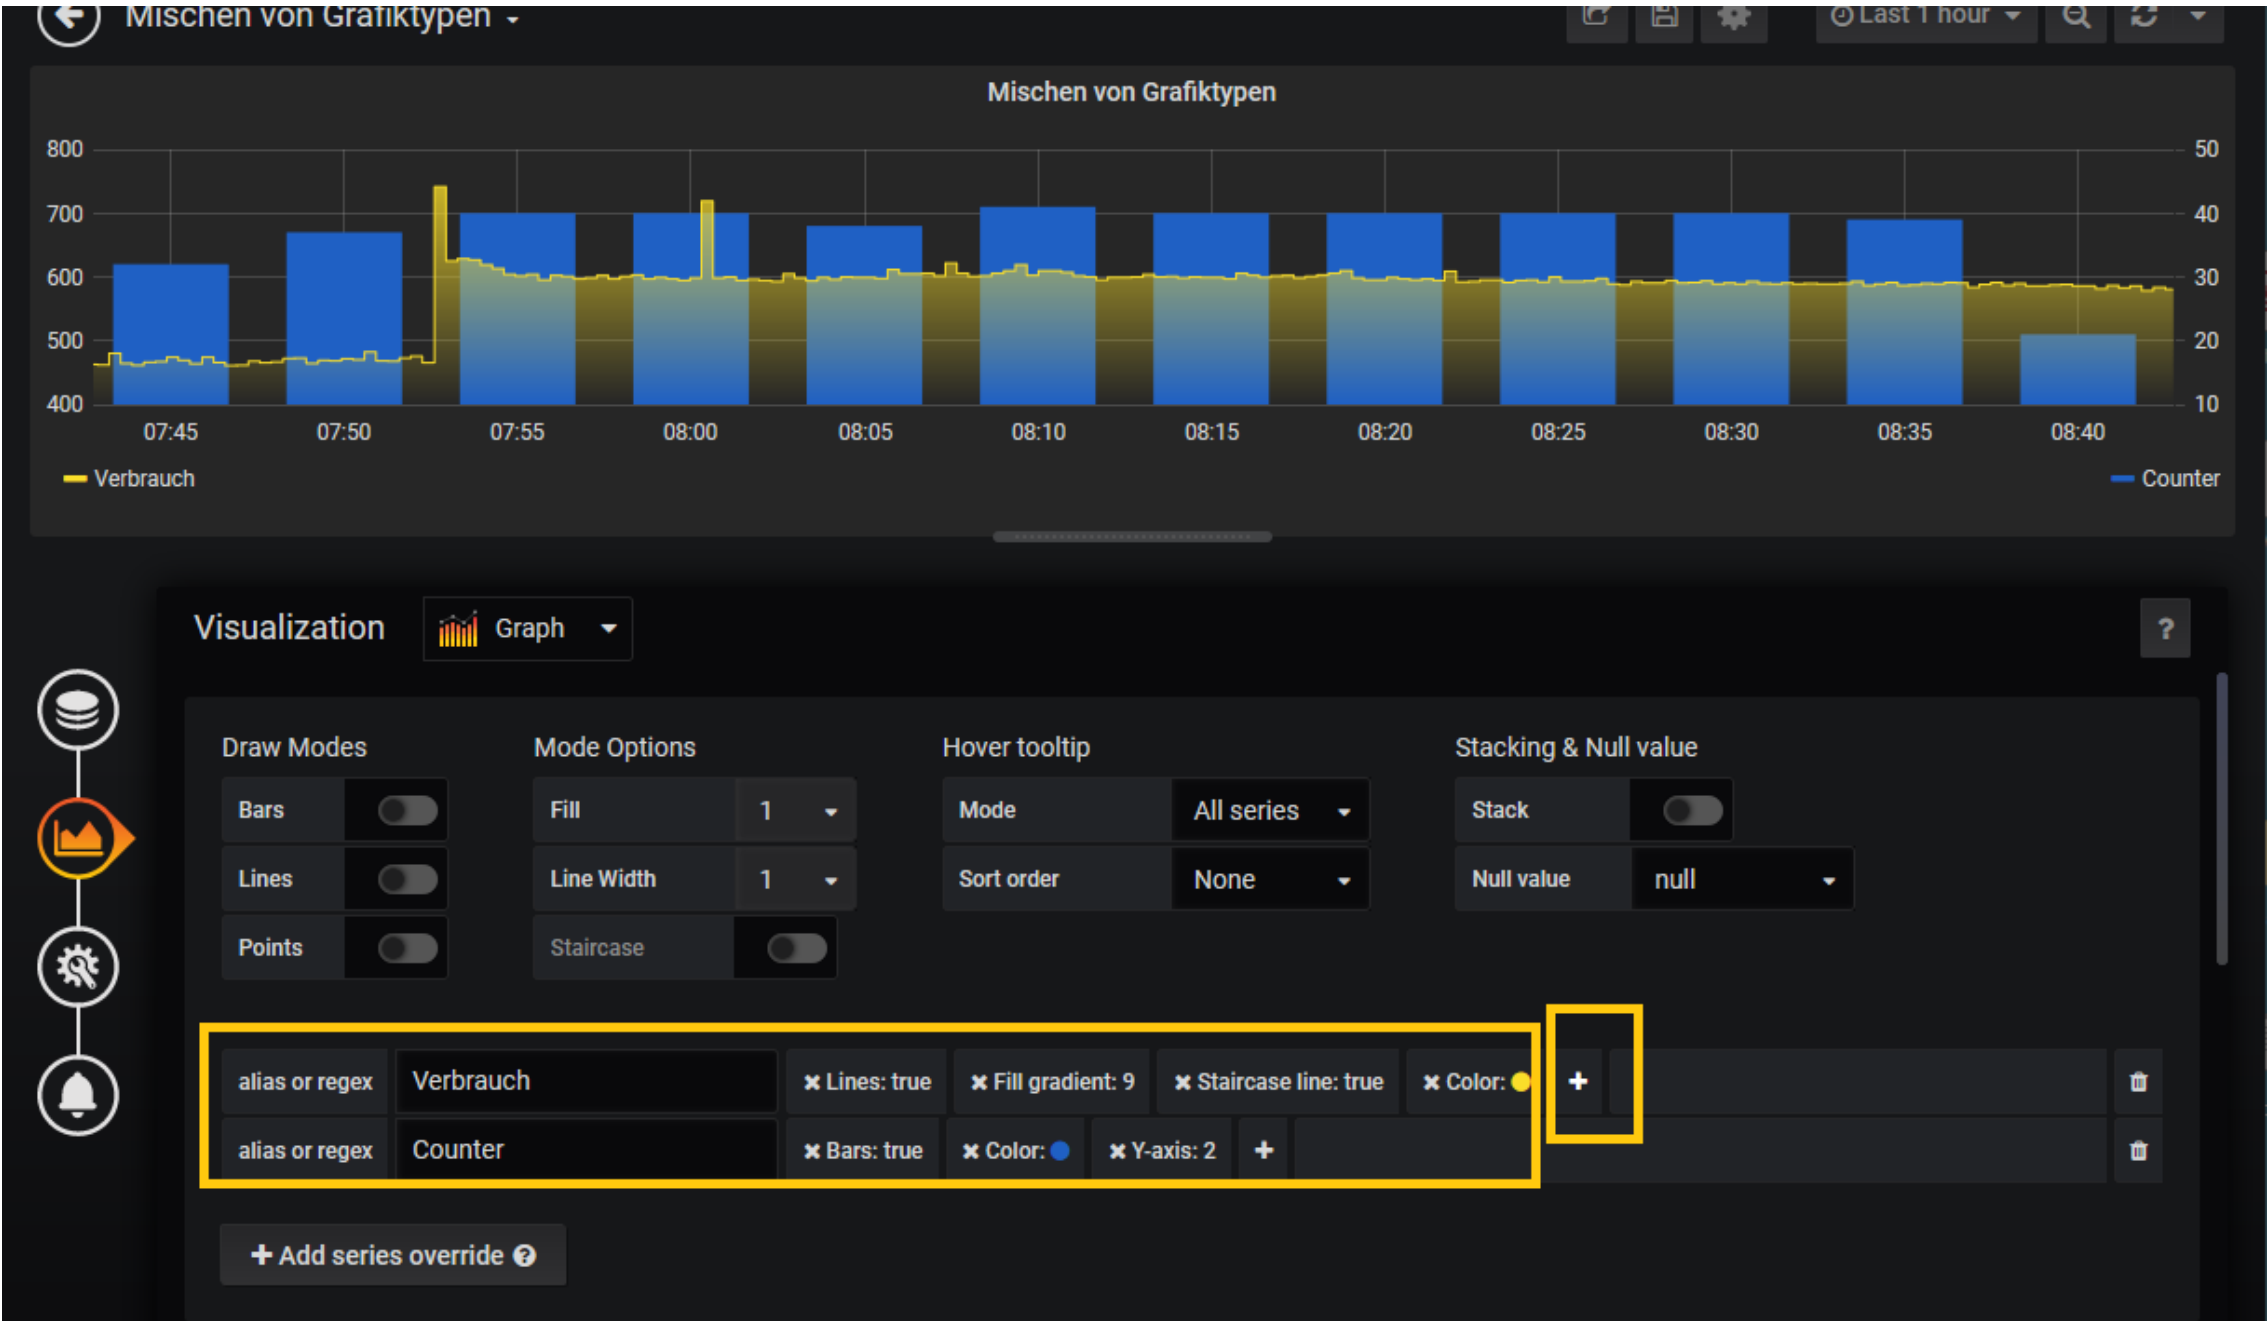 Mischen von Grafiktypen
Last 1 hour
Mischen von Grafiktypen
800
700
600
500
400
50
40
30
20
10
07:45 07:50 07:55 08:00 08:05 08:10 08:15 08:20 08:25 08:30 08:35 08:40
Verbrauch
Counter
Visualization
Graph
?
Draw Modes
Mode Options
Hover tooltip
Stacking & Null value
Bars
Fill 1
Mode All series
Stack
Lines
Line Width 1
Sort order None
Null value null
Points
Staircase
alias or regex Verbrauch × Lines: true × Fill gradient: 9 × Staircase line: true × Color: +
alias or regex Counter × Bars: true × Color: × Y-axis: 2 +
+ Add series override ?